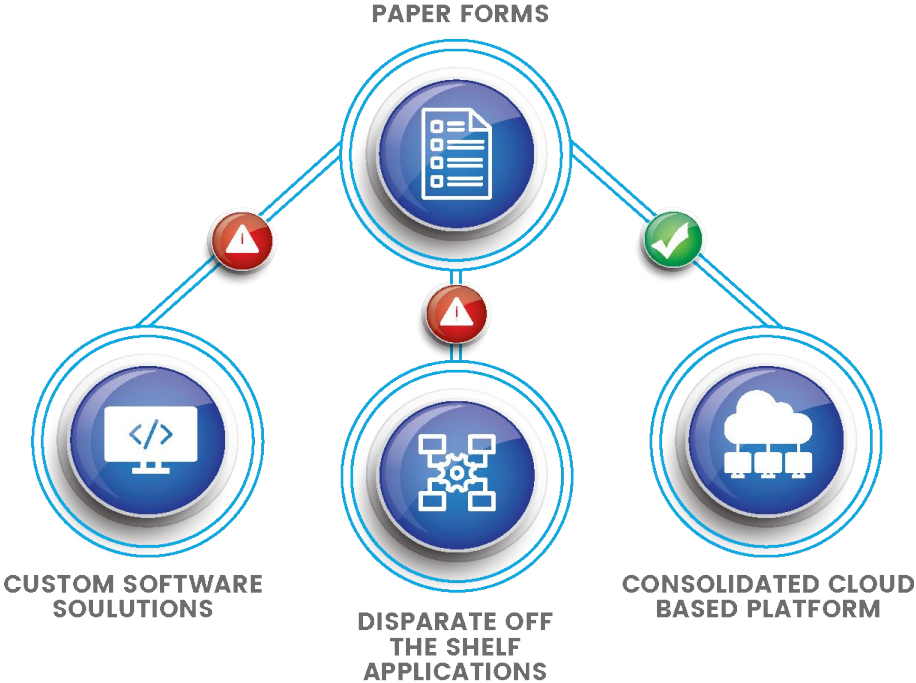 PAPER FORMS
CUSTOM SOFTWARE
SOULUTIONS
DISPARATE OFF
THE SHELF
APPLICATIONS
CONSOLIDATED CLOUD
BASED PLATFORM